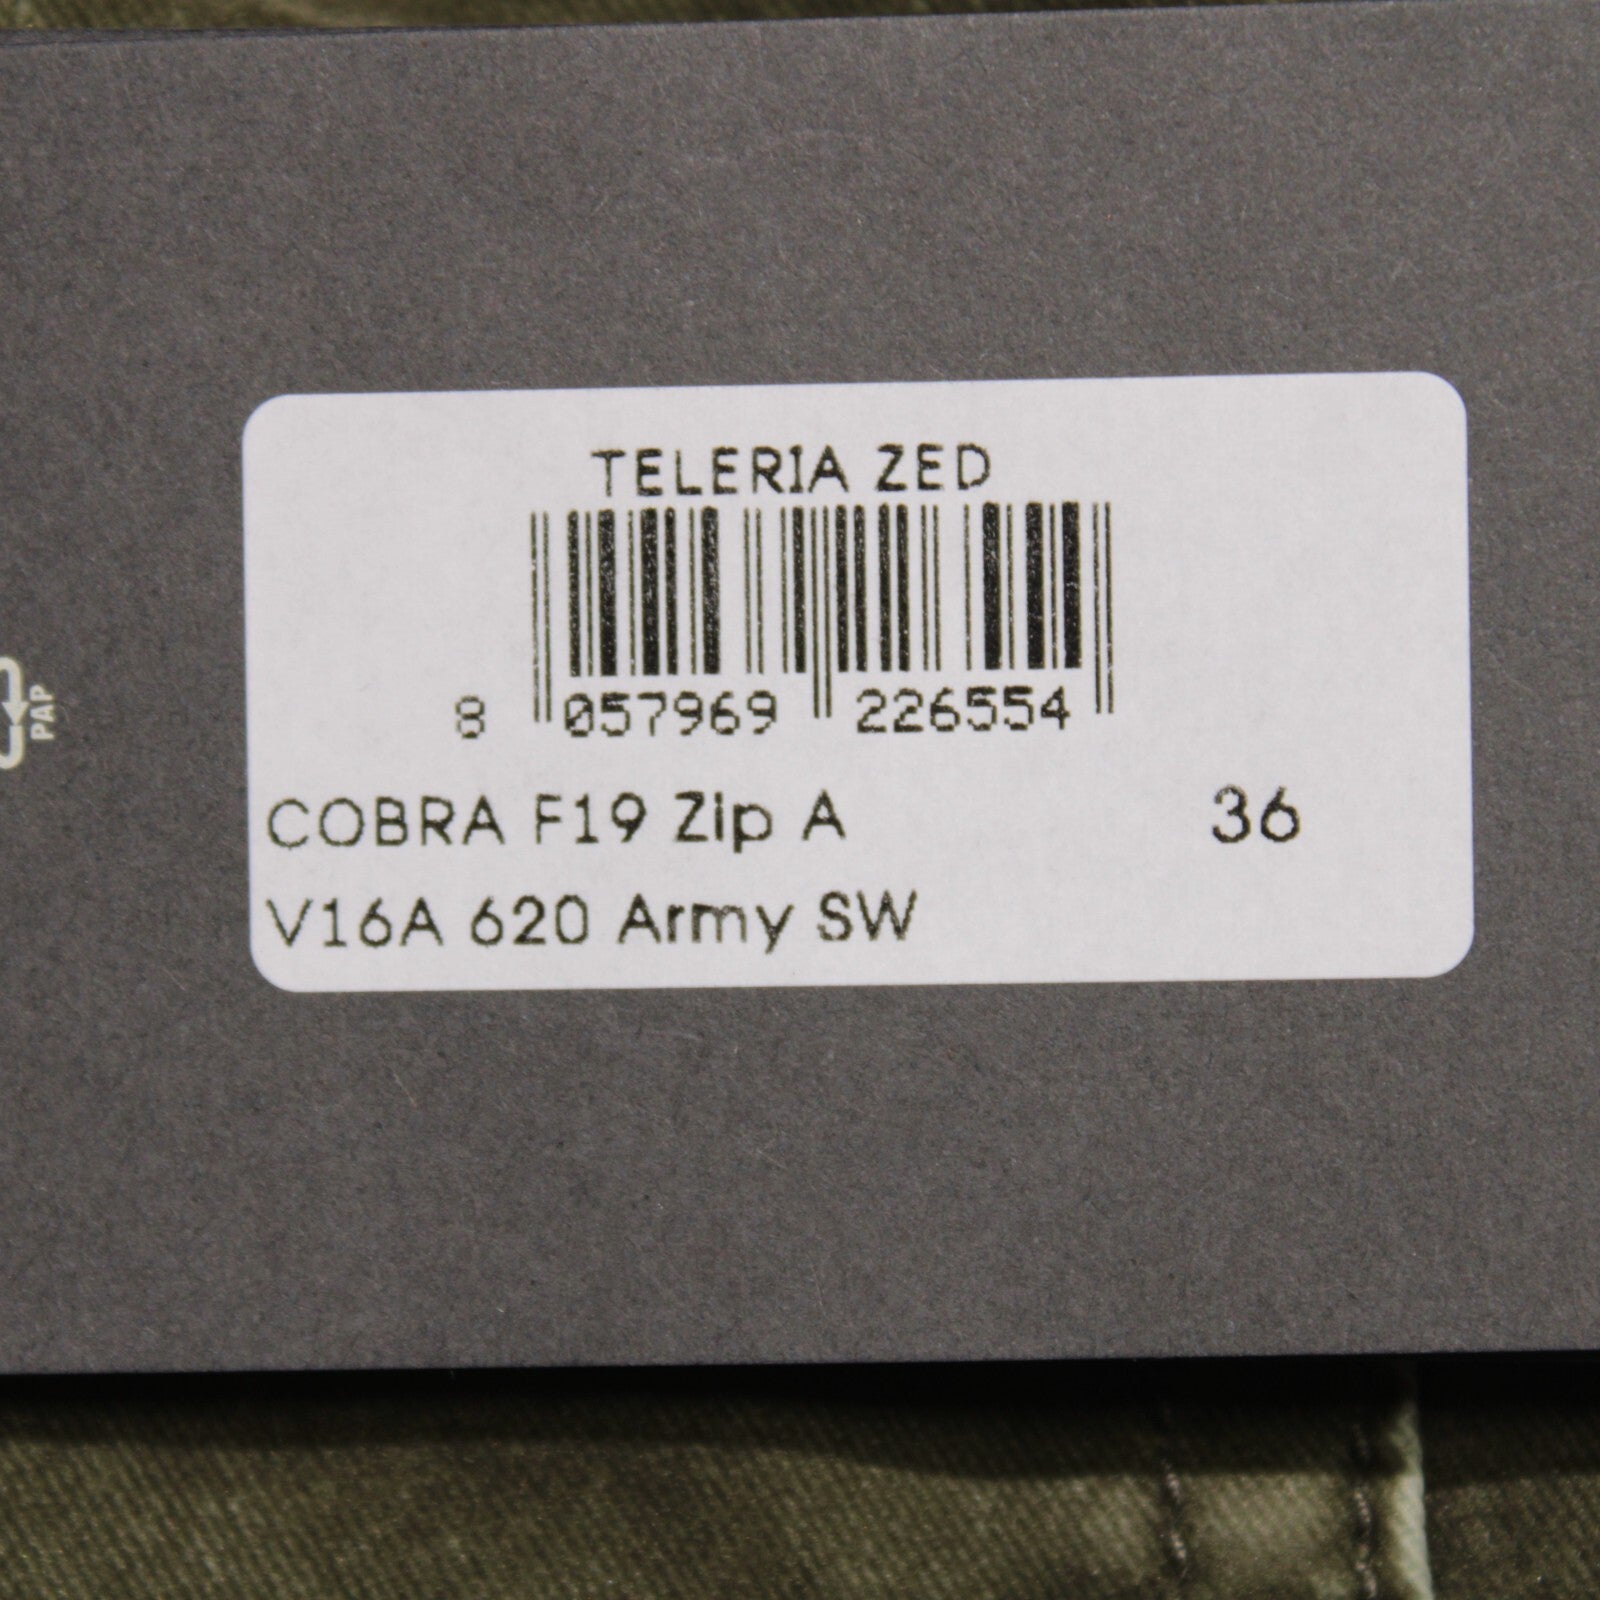 TELERIA ZED
8 057969 226554
COBRA F19 Zip A 36
V16A 620 Army SW
PAP